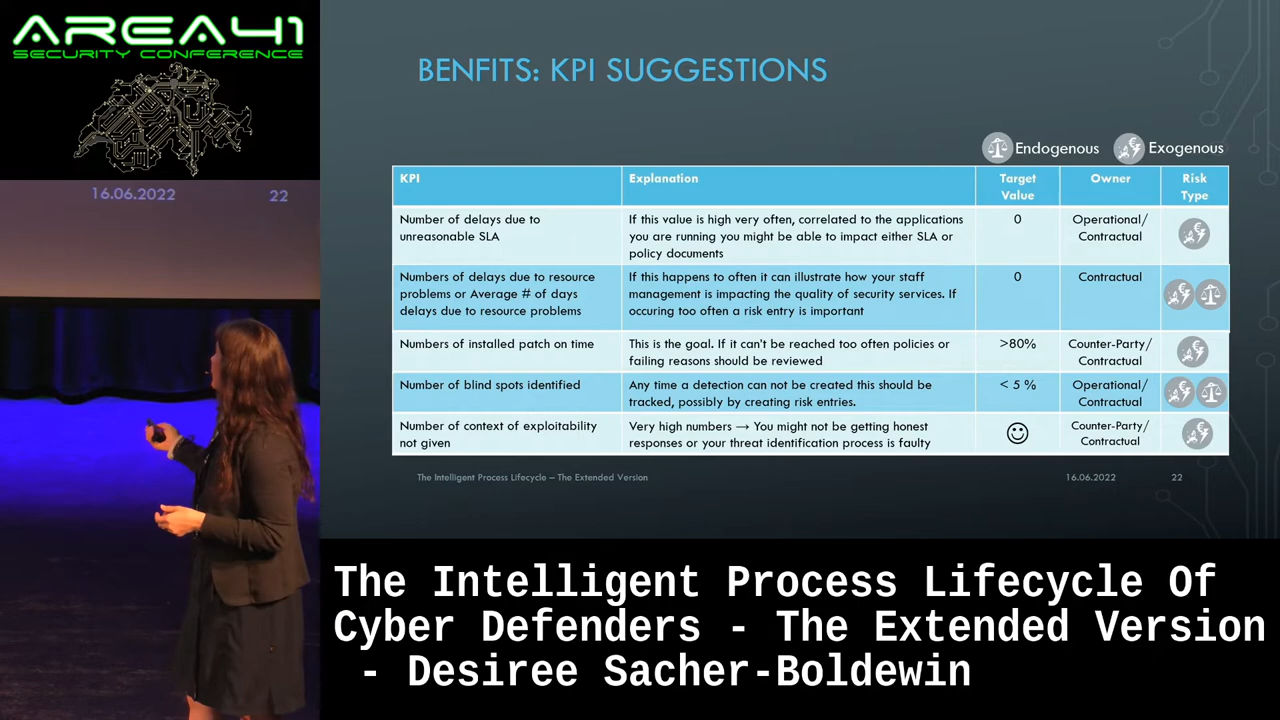 AREA41
SECURITY CONFERENCE
16.06.2022 22
BENFITS: KPI SUGGESTIONS
Endogenous Exogenous
KPI Explanation Target Value Owner Risk Type
Number of delays due to unreasonable SLA
If this value is high very often, correlated to the applications
you are running you might be able to impact either SLA or
policy documents
0
Operational/
Contractual
Numbers of delays due to resource
problems or Average # of days
delays due to resource problems
If this happens to often it can illustrate how your staff
management is impacting the quality of security services. If
occuring too often a risk entry is important
0
Contractual
Numbers of installed patch on time
This is the goal. If it can't be reached too often policies or
failing reasons should be reviewed
>80%
Counter-Party/
Contractual
Number of blind spots identified
Any time a detection can not be created this should be
tracked, possibly by creating risk entries.
< 5 %
Operational/
Contractual
Number of context of exploitability
not given
Very high numbers → You might not be getting honest
responses or your threat identification process is faulty
☺
Counter-Party/
Contractual
The Intelligent Process Lifecycle – The Extended Version 16.06.2022 22
The Intelligent Process Lifecycle Of
Cyber Defenders - The Extended Version
- Desiree Sacher-Boldewin